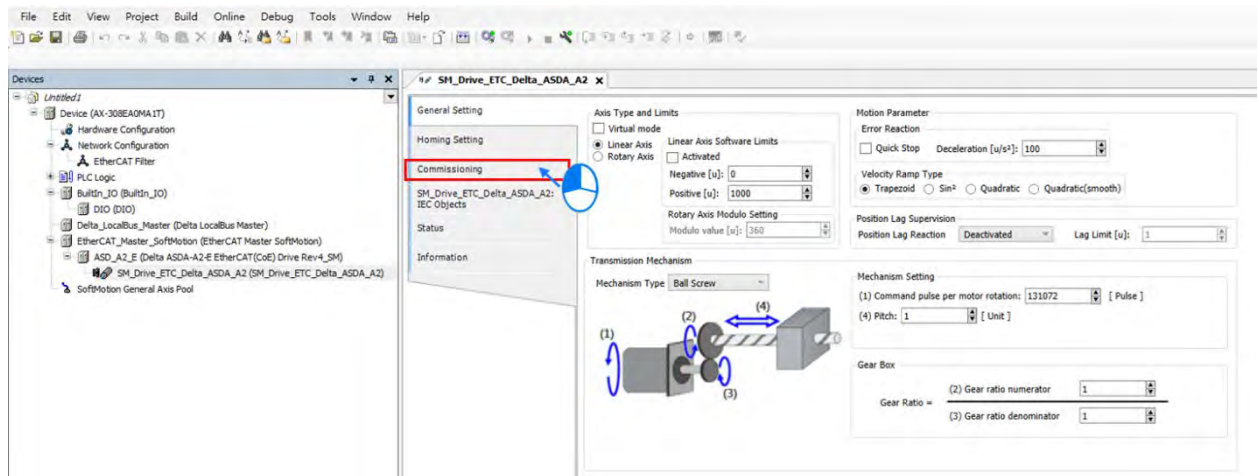 File Edit View Project Build Online Debug Tools Window Help
Devices
Untitled1
Device (AX-308EA0MA1T)
Hardware Configuration
Network Configuration
EtherCAT Filter
PLC Logic
BuiltIn_IO (BuiltIn_IO)
DIO (DIO)
Delta_LocalBus_Master (Delta LocalBus Master)
EtherCAT_Master_SoftMotion (EtherCAT Master SoftMotion)
ASD_A2_E (Delta ASDA-A2-E EtherCAT(CoE) Drive Rev4_SM)
SM_Drive_ETC_Delta_ASDA_A2 (SM_Drive_ETC_Delta_ASDA_A2)
SoftMotion General Axis Pool
SM_Drive_ETC_Delta_ASDA_A2 X
General Setting
Homing Setting
Commissioning
SM_Drive_ETC_Delta_ASDA_A2:
IEC Objects
Status
Information
Axis Type and Limits
Virtual mode
Linear Axis
Rotary Axis
Linear Axis Software Limits
Activated
Negative [u]: 0
Positive [u]: 1000
Rotary Axis Modulo Setting
Modulo value [u]: 360
Motion Parameter
Error Reaction
Quick Stop Deceleration [u/s²]: 100
Velocity Ramp Type
Trapezoid Sin² Quadratic Quadratic(smooth)
Position Lag Supervision
Position Lag Reaction Deactivated Lag Limit [u]: 1
Transmission Mechanism
Mechanism Type Ball Screw
(1)
(2)
(4)
(3)
Mechanism Setting
(1) Command pulse per motor rotation: 131072 [ Pulse ]
(4) Pitch: 1 [ Unit ]
Gear Box
Gear Ratio =
(2) Gear ratio numerator 1
(3) Gear ratio denominator 1